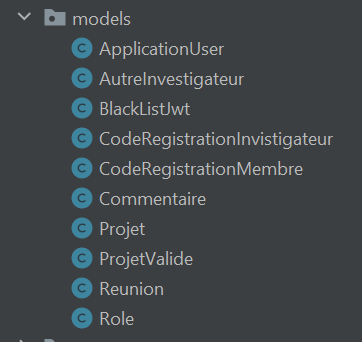 models
ApplicationUser
AutreInvestigateur
BlackListJwt
CodeRegistrationInvistigateur
CodeRegistrationMembre
Commentaire
Projet
ProjetValide
Reunion
Role